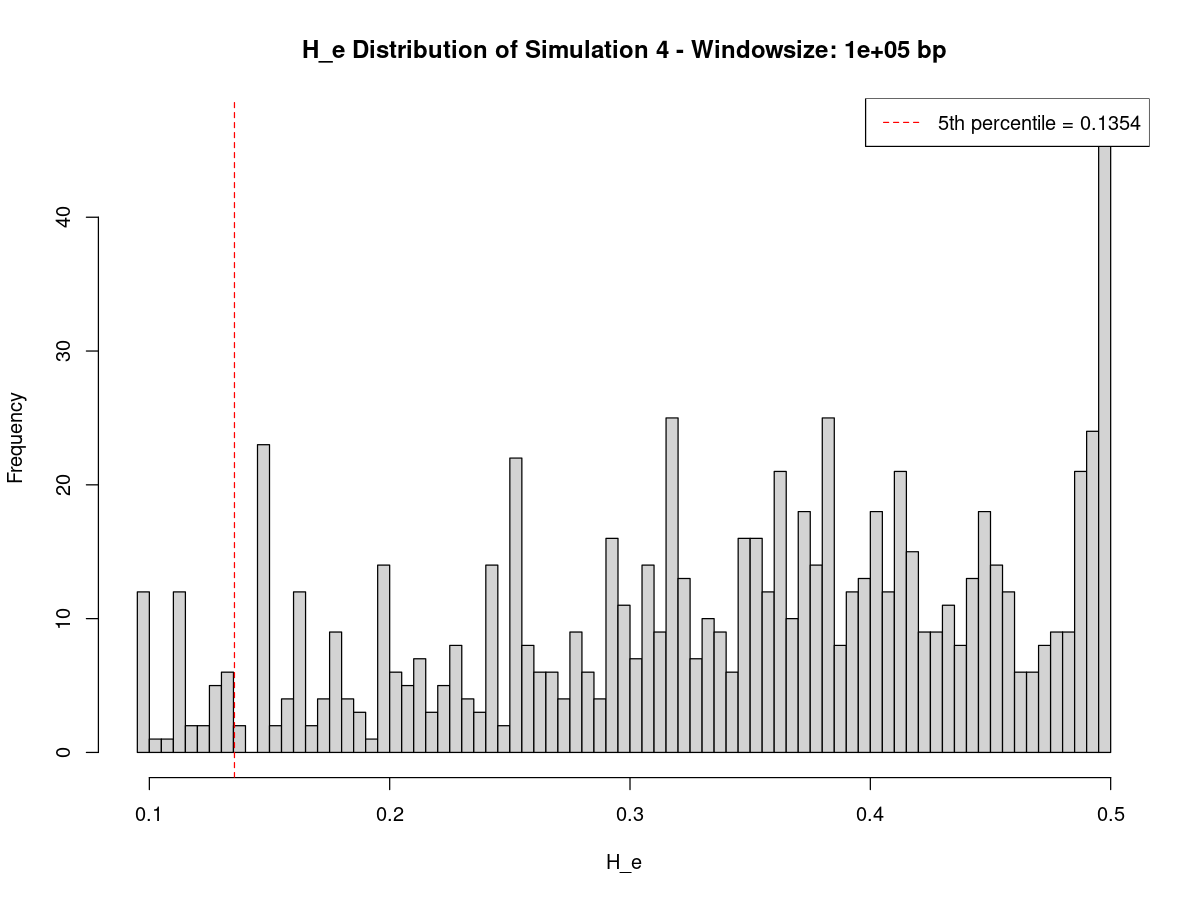 H_e Distribution of Simulation 4 - Windowsize: 1e+05 bp
5th percentile = 0.1354
Frequency
40
30
20
10
0
0.1 0.2 0.3 0.4 0.5
H_e